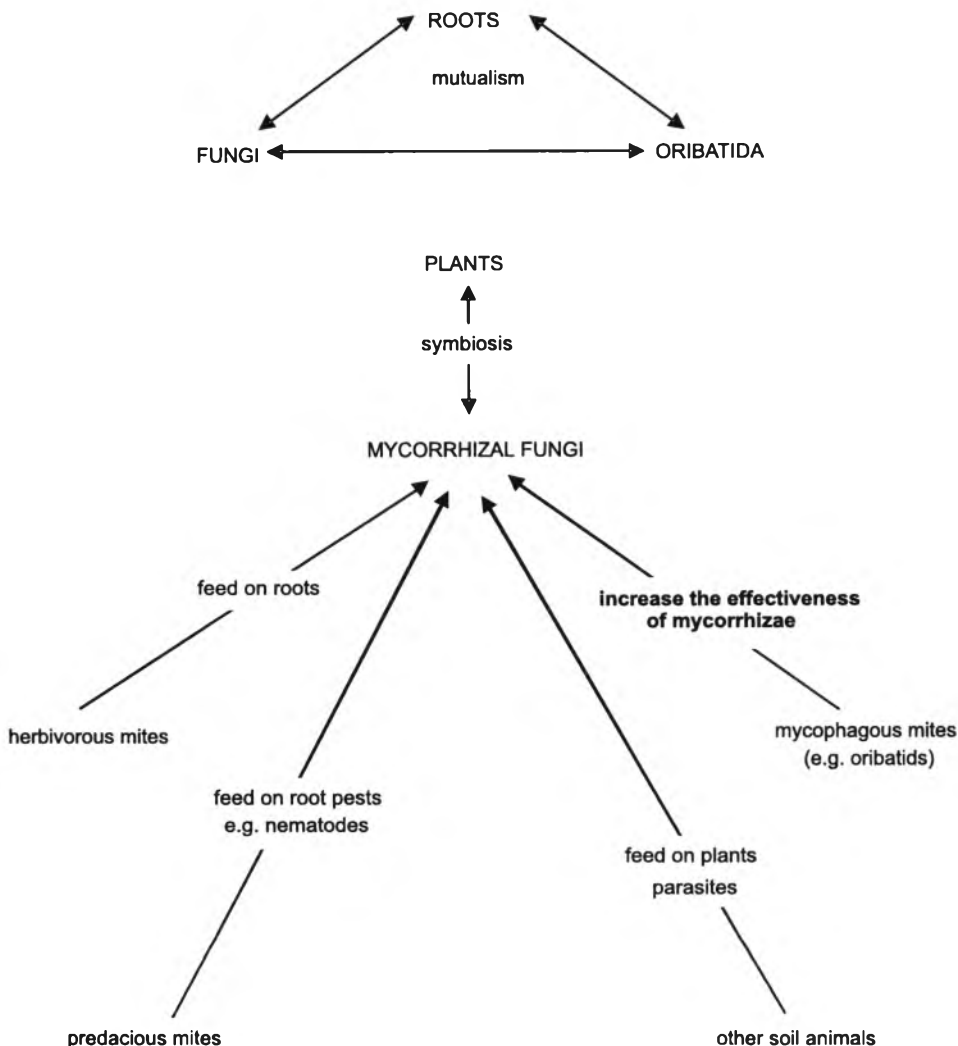 ROOTS
mutualism
FUNGI
ORIBATIDA
PLANTS
symbiosis
MYCORRHIZAL FUNGI
feed on roots
increase the effectiveness
of mycorrhizae
herbivorous mites
mycophagous mites
(e.g. oribatids)
feed on root pests
e.g. nematodes
feed on plants
parasites
predacious mites
other soil animals